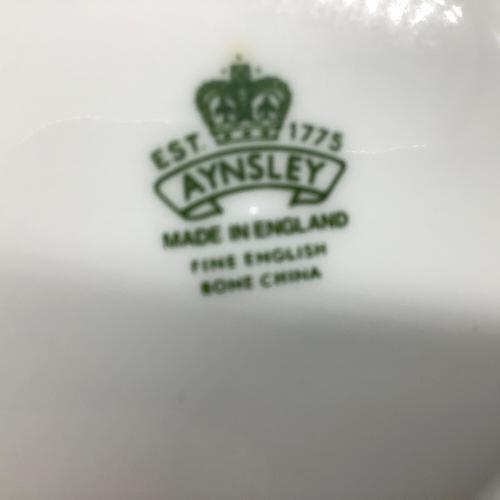 EST. 1775
AYNSLEY
MADE IN ENGLAND
FINE ENGLISH
BONE CHINA